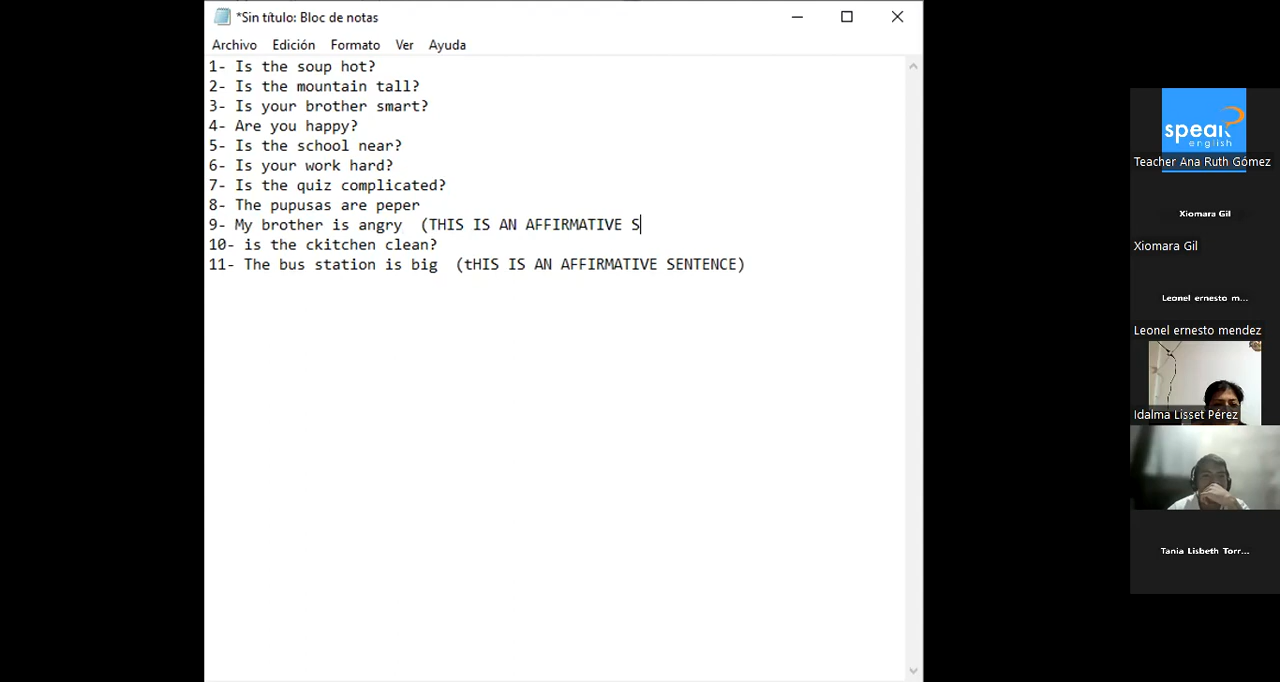 *Sin título: Bloc de notas
Archivo Edición Formato Ver Ayuda
1- Is the soup hot?
2- Is the mountain tall?
3- Is your brother smart?
4- Are you happy?
5- Is the school near?
6- Is your work hard?
7- Is the quiz complicated?
8- The pupusas are peper
9- My brother is angry  (THIS IS AN AFFIRMATIVE S
10- is the ckitchen clean?
11- The bus station is big  (tHIS IS AN AFFIRMATIVE SENTENCE)
speak
english
Teacher Ana Ruth Gómez
Xiomara Gil
Xiomara Gil
Leonel ernesto m...
Leonel ernesto mendez
Idalma Lisset Pérez
Tania Lisbeth Torr...